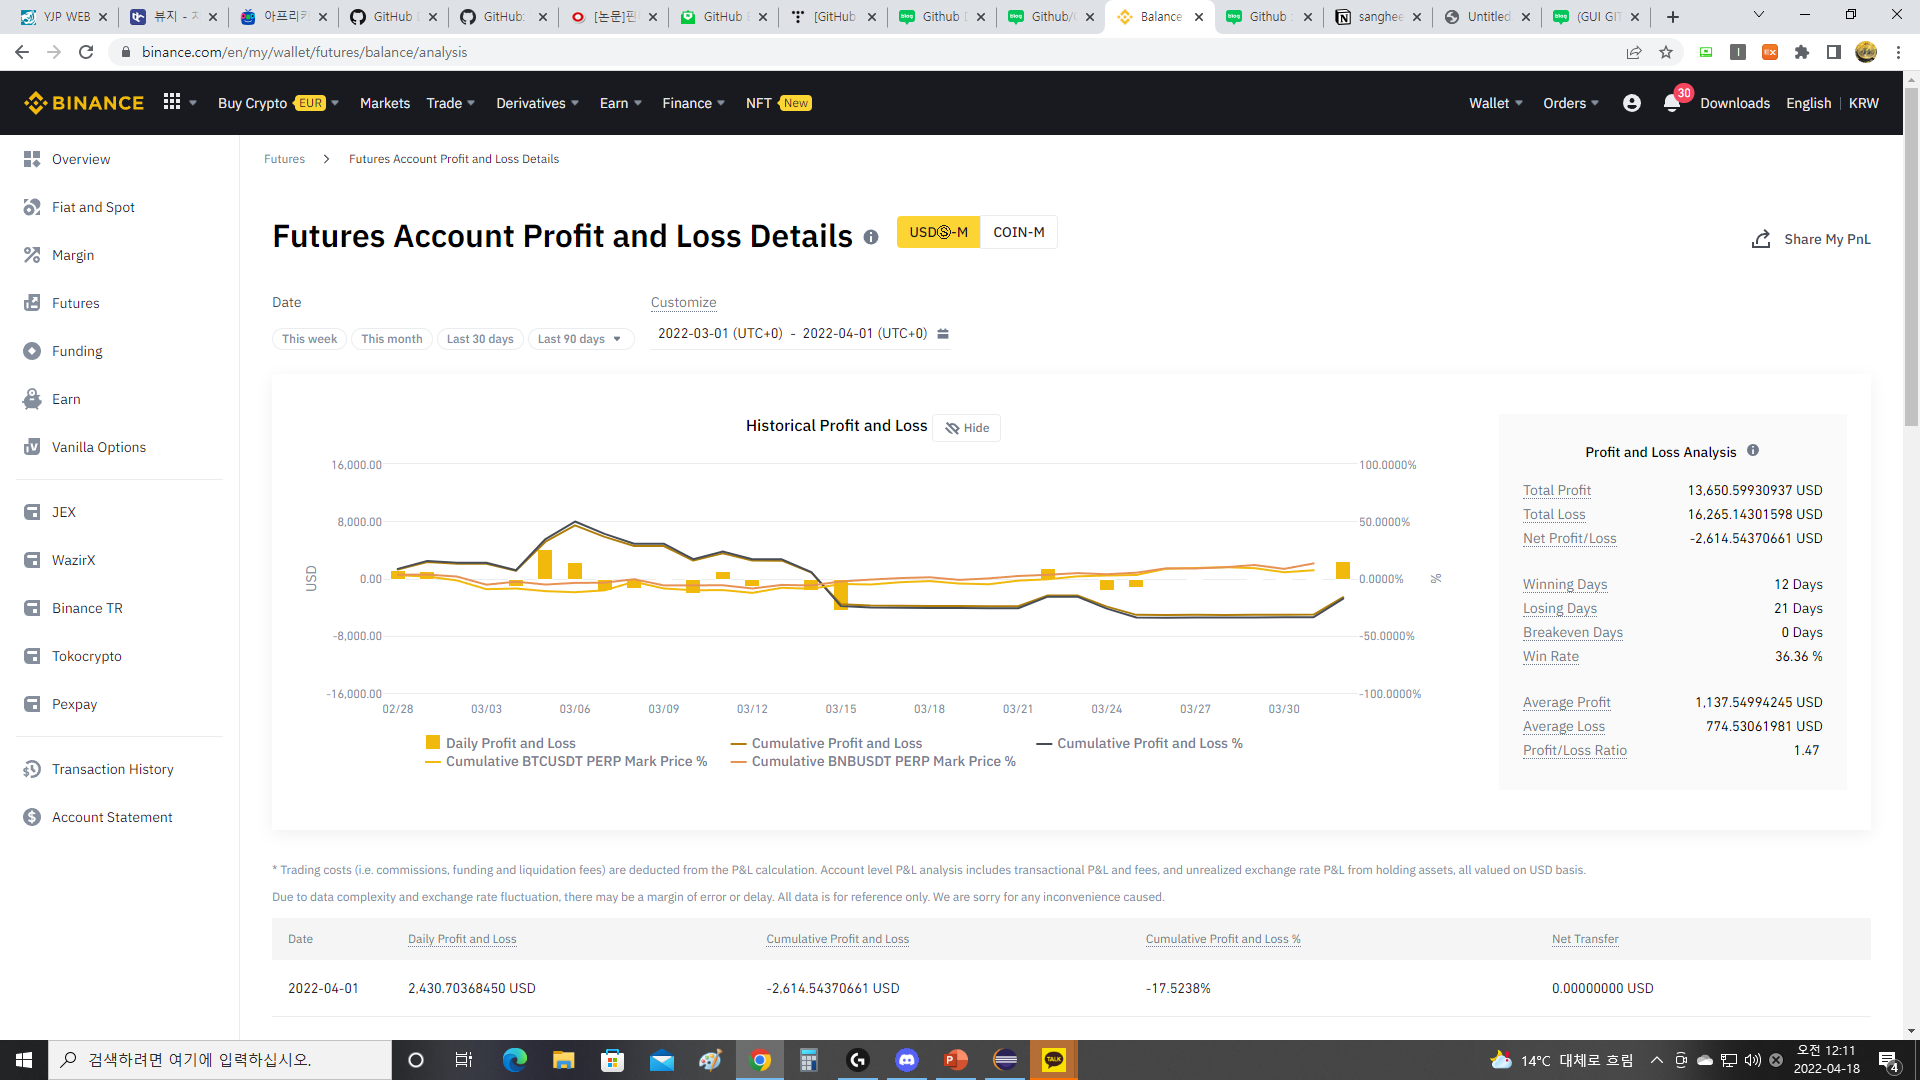 YJP WEB
뷰지 - 지
아프리카
GitHub
GitHub:
[논문]핀
GitHub
[GitHub
Github
Github/
Balance
Github
sanghee
Untitled
(GUI GIT
binance.com/en/my/wallet/futures/balance/analysis
BINANCE
Buy Crypto EUR
Markets
Trade
Derivatives
Earn
Finance
NFT New
Wallet
Orders
30
Downloads
English
KRW
Overview
Fiat and Spot
Margin
Futures
Funding
Earn
Vanilla Options
JEX
WazirX
Binance TR
Tokocrypto
Pexpay
Transaction History
Account Statement
Futures > Futures Account Profit and Loss Details
Futures Account Profit and Loss Details
USDⓈ-M
COIN-M
Share My PnL
Date
Customize
This week
This month
Last 30 days
Last 90 days
2022-03-01 (UTC+0) - 2022-04-01 (UTC+0)
Historical Profit and Loss
Hide
16,000.00
8,000.00
0.00
-8,000.00
-16,000.00
USD
100.0000%
50.0000%
0.0000%
-50.0000%
-100.0000%
%
02/28 03/03 03/06 03/09 03/12 03/15 03/18 03/21 03/24 03/27 03/30
Daily Profit and Loss
Cumulative Profit and Loss
Cumulative Profit and Loss %
Cumulative BTCUSDT PERP Mark Price %
Cumulative BNBUSDT PERP Mark Price %
Profit and Loss Analysis
Total Profit 13,650.59930937 USD
Total Loss 16,265.14301598 USD
Net Profit/Loss -2,614.54370661 USD
Winning Days 12 Days
Losing Days 21 Days
Breakeven Days 0 Days
Win Rate 36.36 %
Average Profit 1,137.54994245 USD
Average Loss 774.53061981 USD
Profit/Loss Ratio 1.47
* Trading costs (i.e. commissions, funding and liquidation fees) are deducted from the P&L calculation. Account level P&L analysis includes transactional P&L and fees, and unrealized exchange rate P&L from holding assets, all valued on USD basis.
Due to data complexity and exchange rate fluctuation, there may be a margin of error or delay. All data is for reference only. We are sorry for any inconvenience caused.
Date Daily Profit and Loss Cumulative Profit and Loss Cumulative Profit and Loss % Net Transfer
2022-04-01 2,430.70368450 USD -2,614.54370661 USD -17.5238% 0.00000000 USD
검색하려면 여기에 입력하십시오.
TALK
14°C 대체로 흐림
오전 12:11
2022-04-18
4